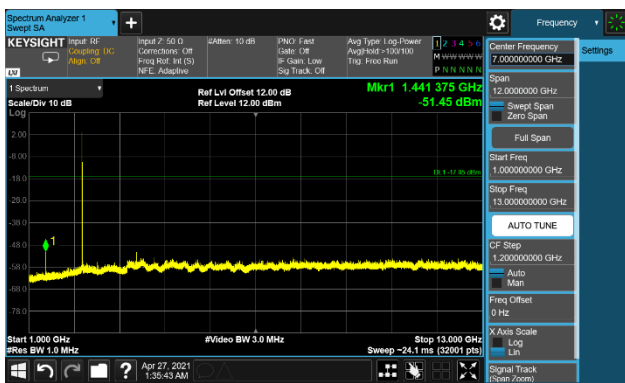 Spectrum Analyzer 1
Swept SA
+
Frequency
KEYSIGHT Input: RF
Coupling: DC
Align: Off
Input Z: 50 Ω
Corrections: Off
Freq Ref: Int (S)
NFE: Adaptive
#Atten: 10 dB
PNO: Fast
Gate: Off
IF Gain: Low
Sig Track: Off
Avg Type: Log-Power
Avg|Hold:>100/100
Trig: Free Run
1 2 3 4 5 6
M W W W W W
P N N N N N
LXI
Center Frequency
7.000000000 GHz
Settings
Span
12.0000000 GHz
Swept Span
Zero Span
Full Span
Start Freq
1.000000000 GHz
Stop Freq
13.000000000 GHz
AUTO TUNE
CF Step
1.200000000 GHz
Auto
Man
Freq Offset
0 Hz
X Axis Scale
Log
Lin
Signal Track
(Span Zoom)
1 Spectrum
Ref Lvl Offset 12.00 dB
Mkr1 1.441 375 GHz
Scale/Div 10 dB
Ref Level 12.00 dBm
-51.45 dBm
Log
2.00
-8.00
-18.0
DL1 -17.45 dBm
-28.0
-38.0
-48.0
1
-58.0
-68.0
-78.0
Start 1.000 GHz
#Video BW 3.0 MHz
Stop 13.000 GHz
#Res BW 1.0 MHz
Sweep ~24.1 ms (32001 pts)
?
Apr 27, 2021
1:35:43 AM